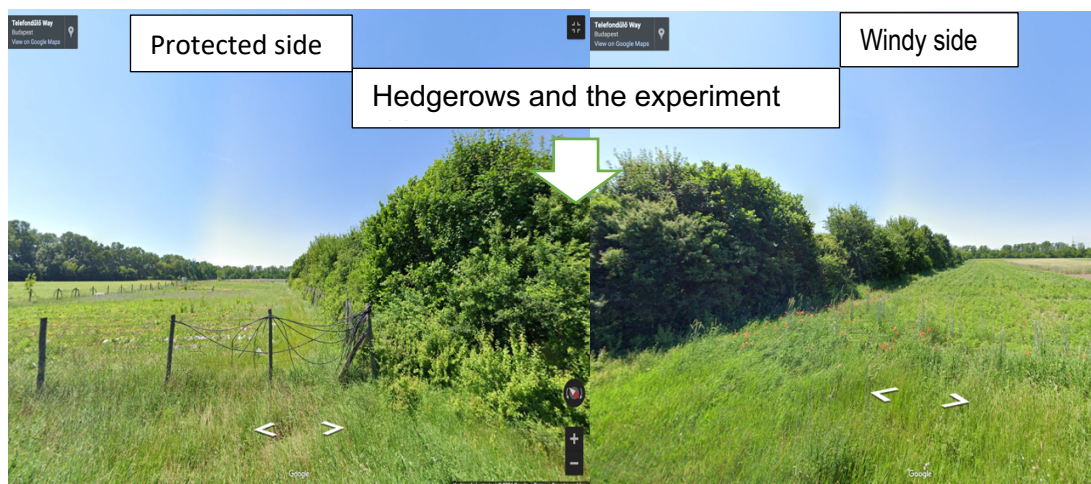 Telefondűlő Way
Budapest
View on Google Maps
Protected side
Telefondűlő Way
Budapest
View on Google Maps
Windy side
Hedgerows and the experiment
Google
Google